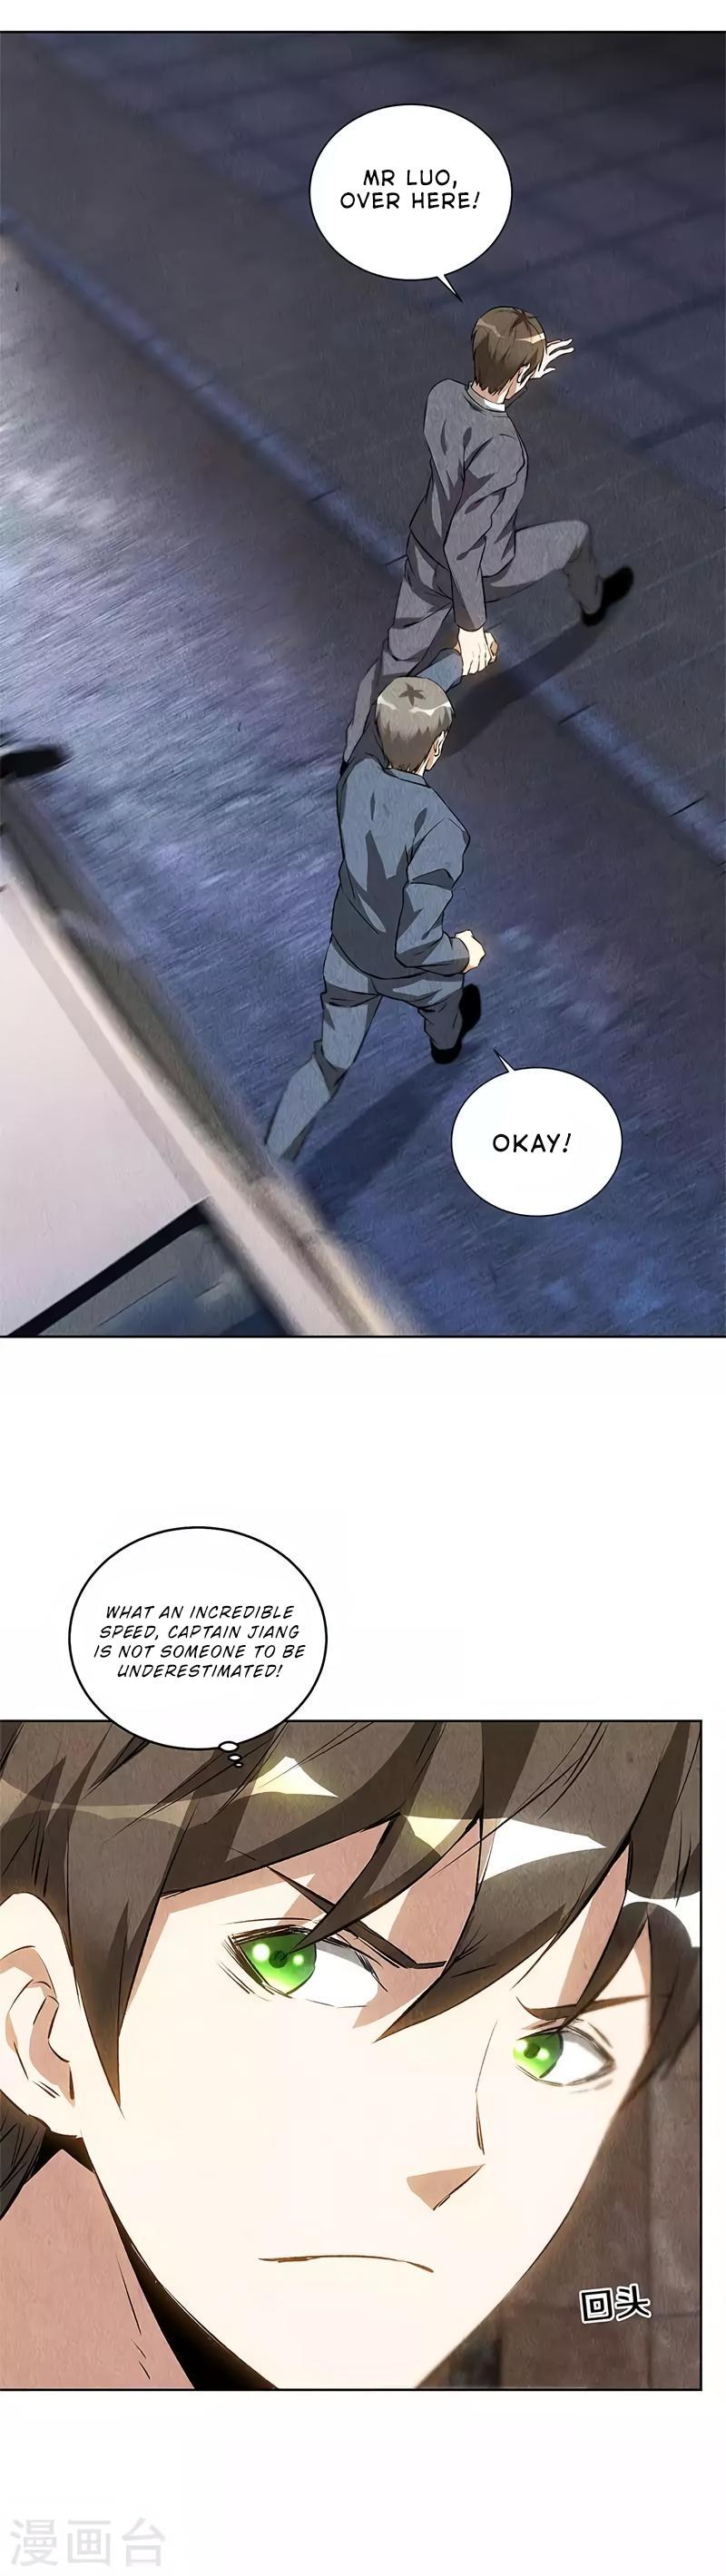 MR LUO,
OVER HERE!
OKAY!
WHAT AN INCREDIBLE
SPEED, CAPTAIN JIANG
IS NOT SOMEONE TO BE
UNDERESTIMATED!
回头
漫画台